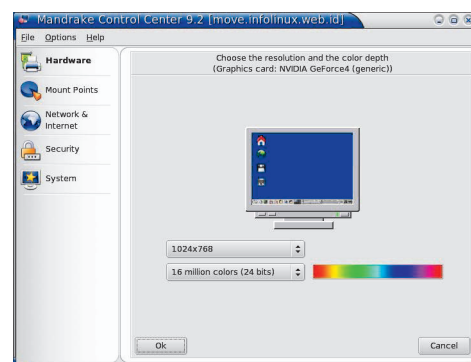 Mandrake Control Center 9.2 [move.infolinux.web.id]
File Options Help
Hardware
Mount Points
Network &
Internet
Security
System
Choose the resolution and the color depth
(Graphics card: NVIDIA GeForce4 (generic))
1024x768
16 million colors (24 bits)
Ok
Cancel